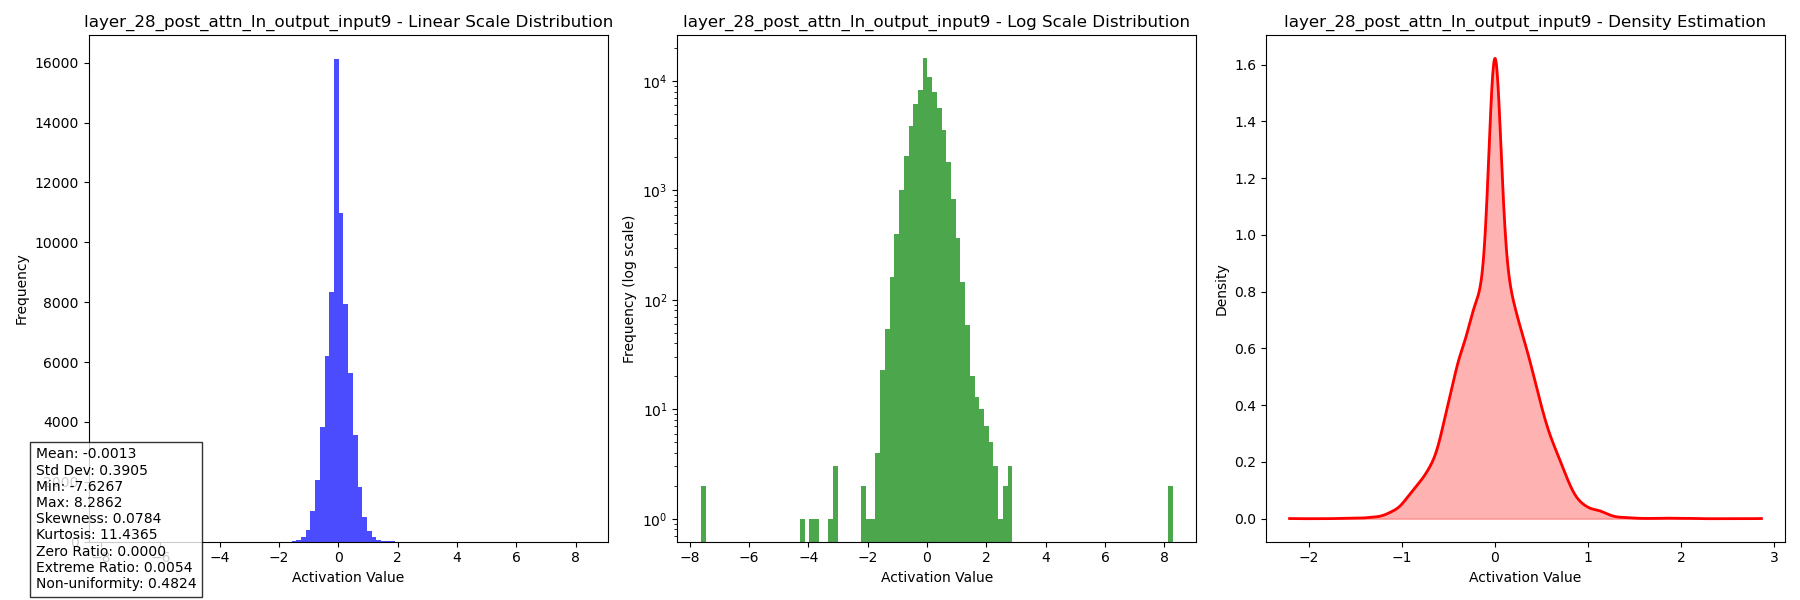 layer_28_post_attn_ln_output_input9 - Linear Scale Distribution
Frequency
16000
14000
12000
10000
8000
6000
4000
2000
0
−6
−4
−2
0
2
4
6
8
Activation Value
Mean: -0.0013
Std Dev: 0.3905
Min: -7.6267
Max: 8.2862
Skewness: 0.0784
Kurtosis: 11.4365
Zero Ratio: 0.0000
Extreme Ratio: 0.0054
Non-uniformity: 0.4824
layer_28_post_attn_ln_output_input9 - Log Scale Distribution
Frequency (log scale)
10⁴
10³
10²
10¹
10⁰
−8
−6
−4
−2
0
2
4
6
8
Activation Value
layer_28_post_attn_ln_output_input9 - Density Estimation
Density
1.6
1.4
1.2
1.0
0.8
0.6
0.4
0.2
0.0
−2
−1
0
1
2
3
Activation Value